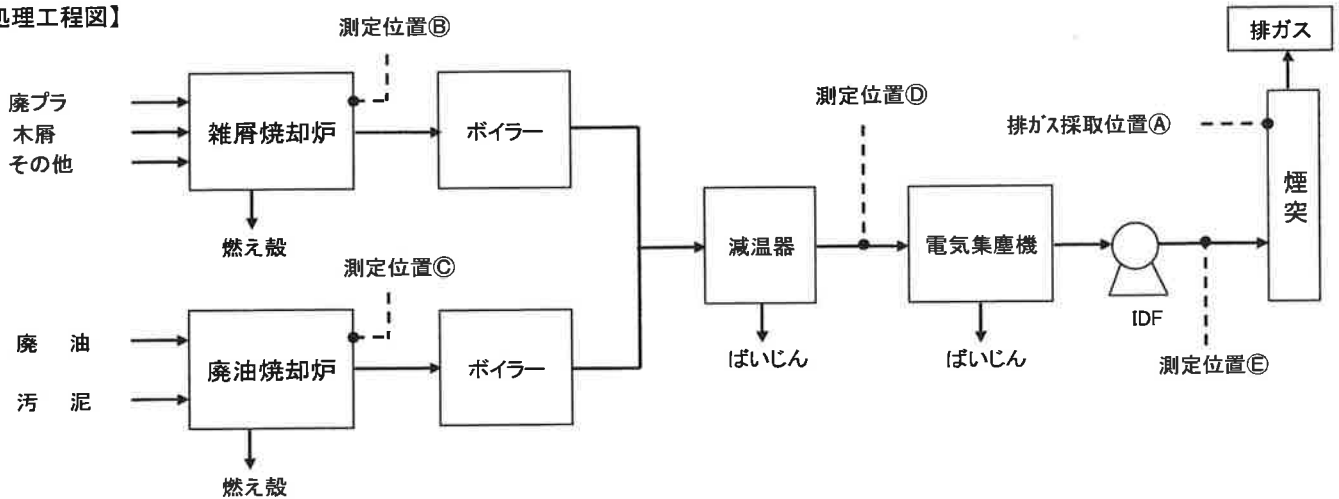 処理工程図】
測定位置Ⓑ
排ガス
廃プラ
木屑
その他
雑屑焼却炉
ボイラー
測定位置Ⓓ
排ガス採取位置Ⓐ
煙突
燃え殻
減温器
電気集塵機
測定位置Ⓒ
IDF
廃 油
汚 泥
廃油焼却炉
ボイラー
ばいじん
ばいじん
測定位置Ⓔ
燃え殻